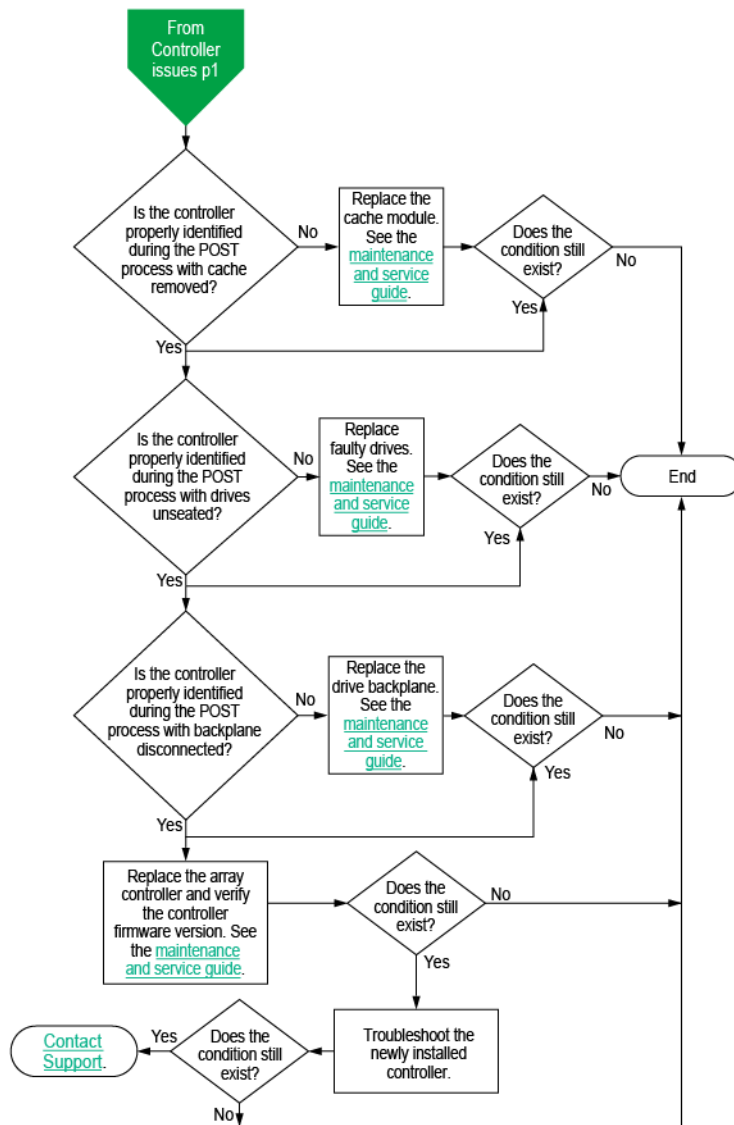 From
Controller
issues p1
Is the controller
properly identified
during the POST
process with cache
removed?
No
Replace the
cache module.
See the
maintenance
and service
guide.
Does the
condition still
exist?
No
Yes
Yes
Is the controller
properly identified
during the POST
process with drives
unseated?
No
Replace
faulty drives.
See the
maintenance
and service
guide.
Does the
condition still
exist?
No
End
Yes
Yes
Is the controller
properly identified
during the POST
process with backplane
disconnected?
No
Replace the
drive backplane.
See the
maintenance
and service
guide.
Does the
condition still
exist?
No
Yes
Yes
Replace the array
controller and verify
the controller
firmware version. See
the maintenance
and service guide.
Does the
condition still
exist?
No
Yes
Troubleshoot the
newly installed
controller.
Does the
condition still
exist?
Yes
Contact
Support.
No